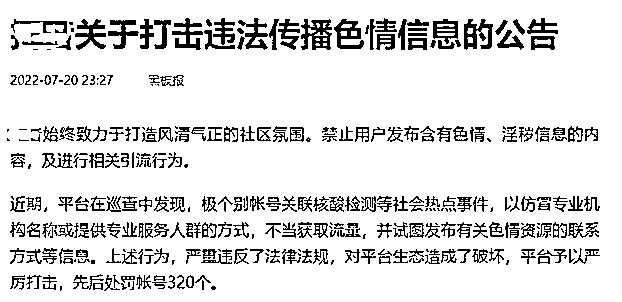 关于打击违法传播色情信息的公告
2022-07-20 23:27 黑板报
始终致力于打造风清气正的社区氛围。禁止用户发布含有色情、淫秽信息的内
容，及进行相关引流行为。
近期，平台在巡查中发现，极个别帐号关联核酸检测等社会热点事件，以仿冒专业机
构名称或提供专业服务人群的方式，不当获取流量，并试图发布有关色情资源的联系
方式等信息。上述行为，严重违反了法律法规，对平台生态造成了破坏，平台予以严
厉打击，先后处罚帐号320个。